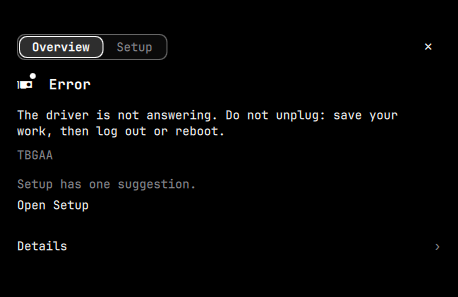 Overview Setup ×
Error
The driver is not answering. Do not unplug: save your
work, then log out or reboot.
TBGAA
Setup has one suggestion.
Open Setup
Details ›